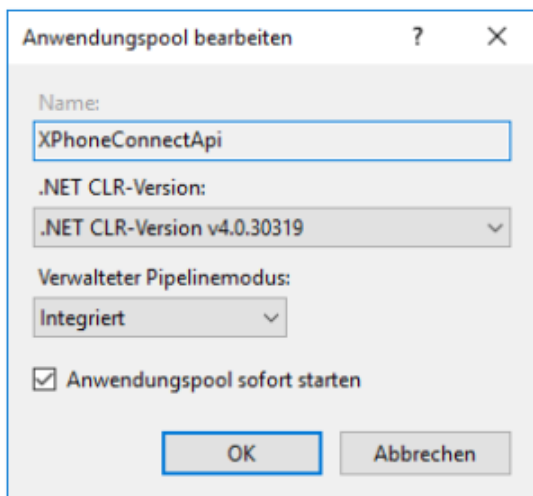 Anwendungspool bearbeiten ?
Name:
XPhoneConnectApi
.NET CLR-Version:
.NET CLR-Version v4.0.30319
Verwalteter Pipelinemodus:
Integriert
Anwendungspool sofort starten
OK Abbrechen